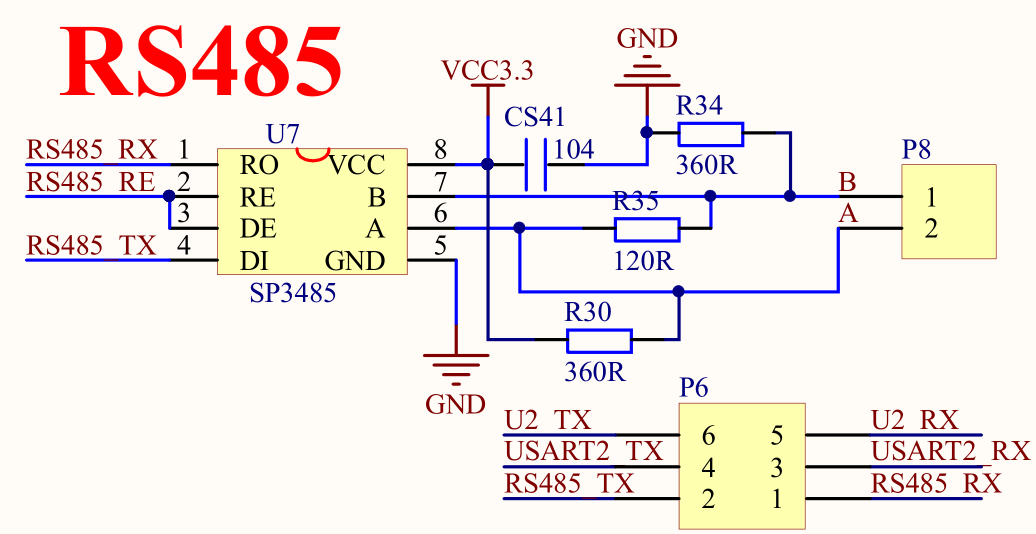 RS485
GND
VCC3.3
CS41
104
R34
360R
U7
RS485_RX 1
RS485_RE 2
3
RS485_TX 4
RO VCC
RE B
DE A
DI GND
8
7
6
5
SP3485
R35
120R
R30
360R
GND
P8
B
A
1
2
P6
U2_TX 6 5 U2_RX
USART2_TX 4 3 USART2_RX
RS485_TX 2 1 RS485_RX